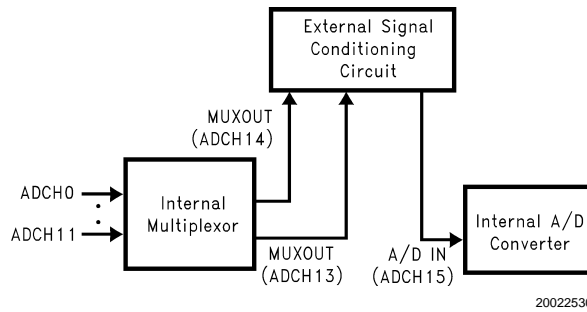 External Signal
Conditioning
Circuit
MUXOUT
(ADCH14)
ADCH0
ADCH11
Internal
Multiplexor
MUXOUT
(ADCH13)
A/D IN
(ADCH15)
Internal A/D
Converter